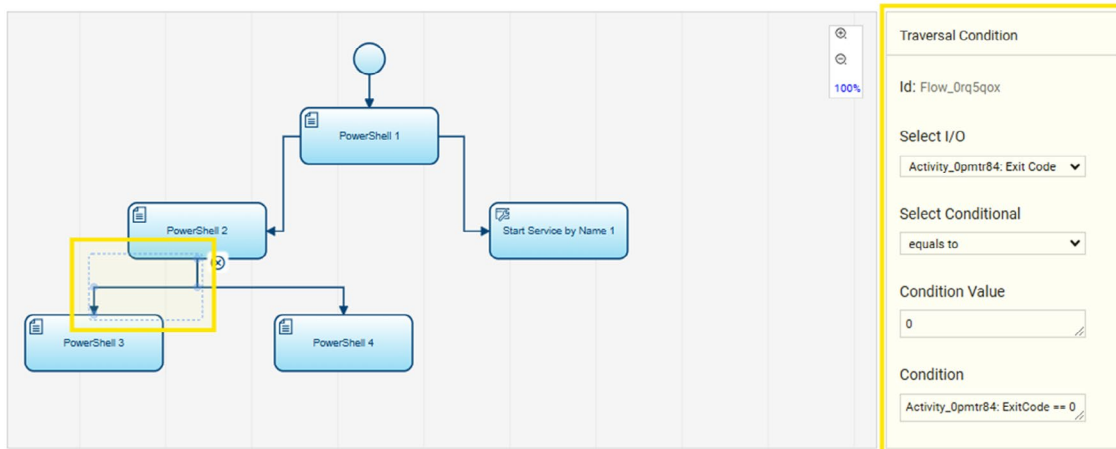 100%
PowerShell 1
PowerShell 2
Start Service by Name 1
PowerShell 3
PowerShell 4
Traversal Condition
Id: Flow_0rq5qox
Select I/O
Activity_0pmtr84: Exit Code
Select Conditional
equals to
Condition Value
0
Condition
Activity_0pmtr84: ExitCode == 0